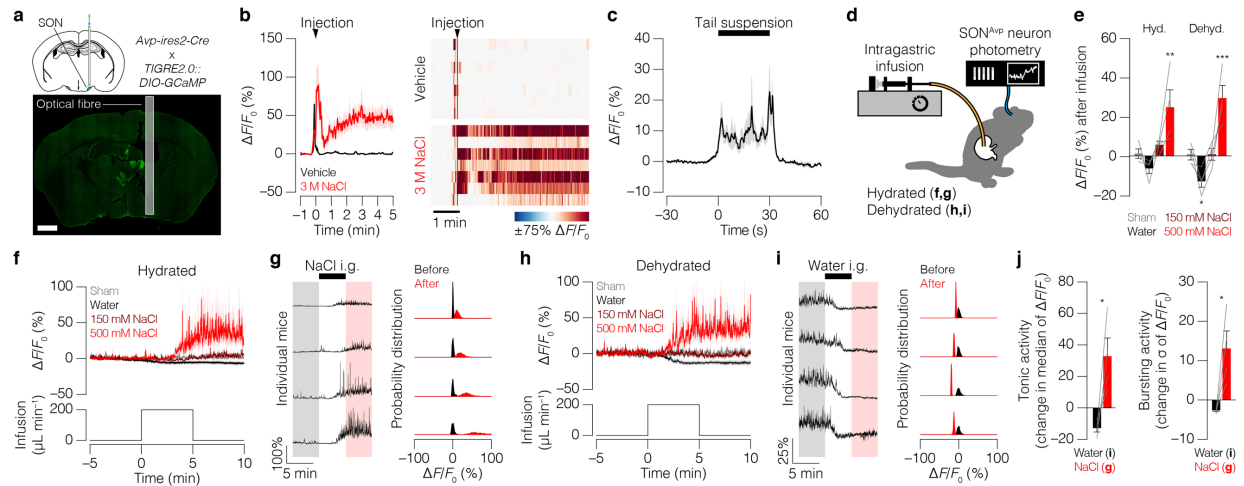 a
SON
Avp-ires2-Cre
x
TIGRE2.0::
DIO-GCaMP
Optical fibre
b
Injection
ΔF/F0 (%)
150
100
50
0
−50
Vehicle
3 M NaCl
−1 0 1 2 3 4 5
Time (min)
Injection
Vehicle
3 M NaCl
1 min
±75% ΔF/F0
c
Tail suspension
ΔF/F0 (%)
40
30
20
10
0
−10
−30 0 30 60
Time (s)
d
Intragastric
infusion
SONAvp neuron
photometry
Hydrated (f,g)
Dehydrated (h,i)
e
Hyd. Dehyd.
ΔF/F0 (%) after infusion
60
40
20
0
−20
** ***
*
Sham 150 mM NaCl
Water 500 mM NaCl
f
Hydrated
Sham
Water
150 mM NaCl
500 mM NaCl
ΔF/F0 (%)
100
50
0
−50
Infusion
(µL min−1)
200
0
−5 0 5 10
Time (min)
g
NaCl i.g.
Individual mice
100%
5 min
Before
After
Probability distribution
−100 0 100
ΔF/F0 (%)
h
Dehydrated
Sham
Water
150 mM NaCl
500 mM NaCl
ΔF/F0 (%)
100
50
0
−50
Infusion
(µL min−1)
200
0
−5 0 5 10
Time (min)
i
Water i.g.
Individual mice
25%
5 min
Before
After
Probability distribution
−100 0 100
ΔF/F0 (%)
j
Tonic activity
(change in median of ΔF/F0)
80
60
40
20
0
−20
*
Water (i)
NaCl (g)
Bursting activity
(change in σ of ΔF/F0)
30
20
10
0
−10
*
Water (i)
NaCl (g)